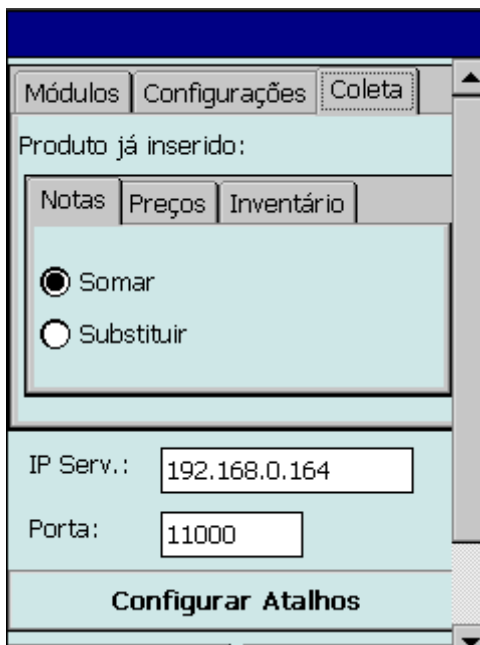 Módulos Configurações Coleta
Produto já inserido:
Notas Preços Inventário
Somar
Substituir
IP Serv.: 192.168.0.164
Porta: 11000
Configurar Atalhos